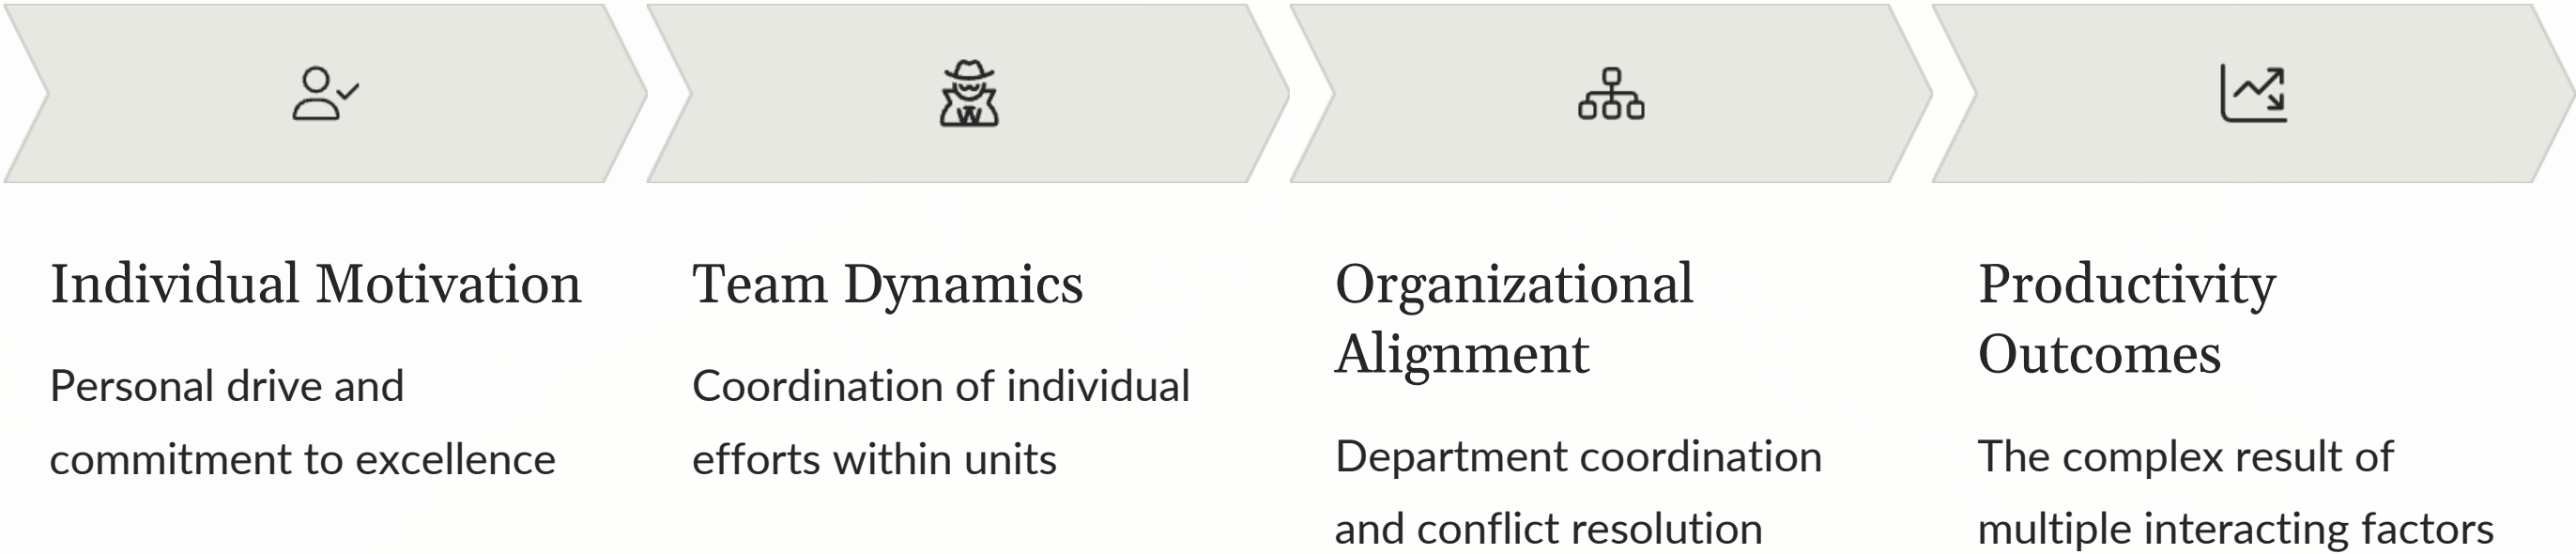 W
Individual Motivation
Personal drive and
commitment to excellence
Team Dynamics
Coordination of individual
efforts within units
Organizational
Alignment
Department coordination
and conflict resolution
Productivity
Outcomes
The complex result of
multiple interacting factors